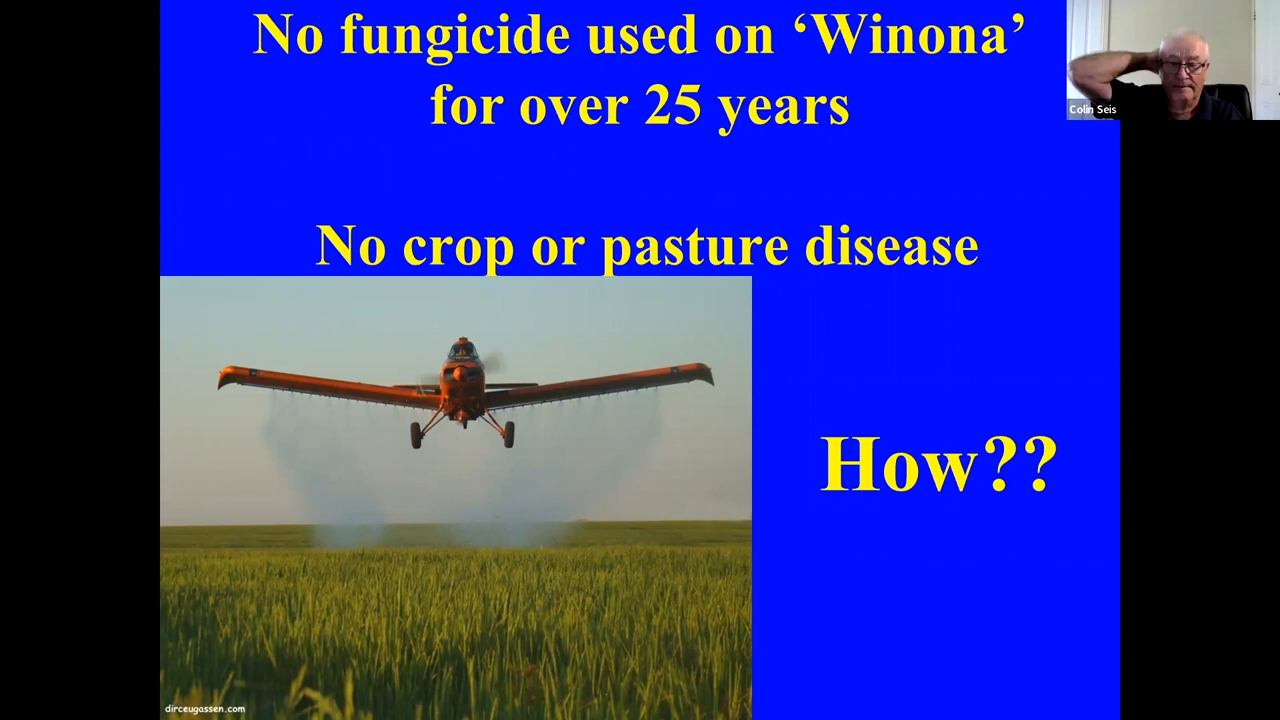 No fungicide used on ‘Winona’
for over 25 years
Colin Seis
No crop or pasture disease
How??
dirceugassen.com